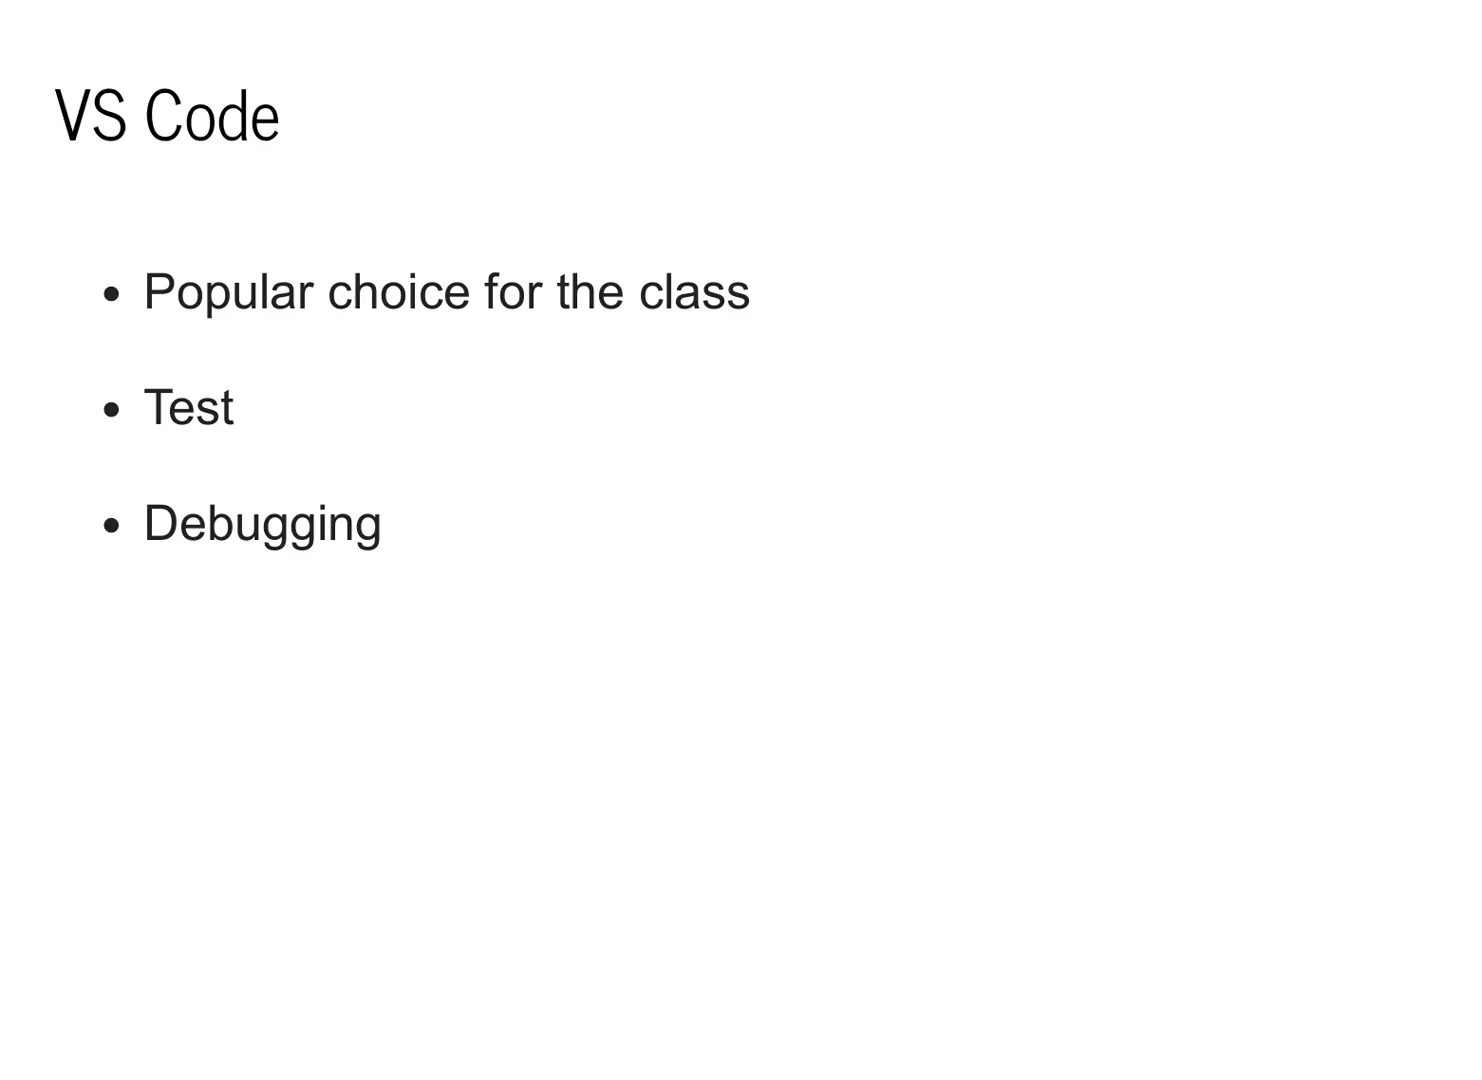 VS Code
• Popular choice for the class
• Test
• Debugging